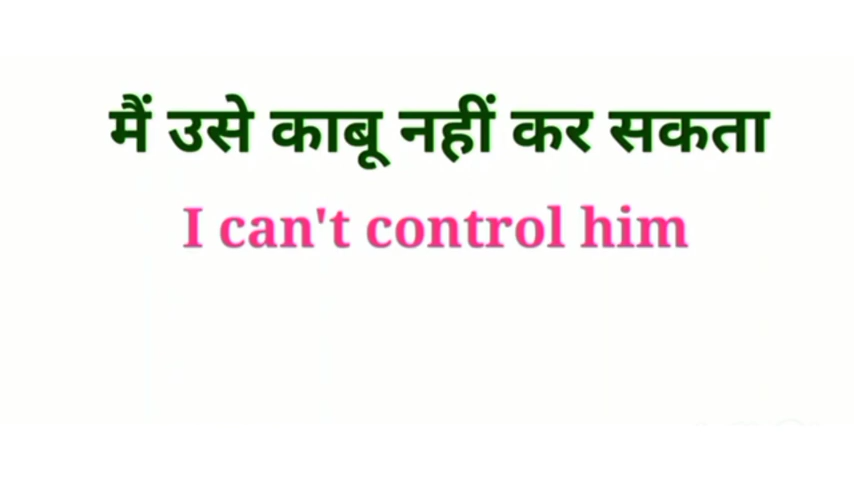 मैं उसे काबू नहीं कर सकता
I can't control him